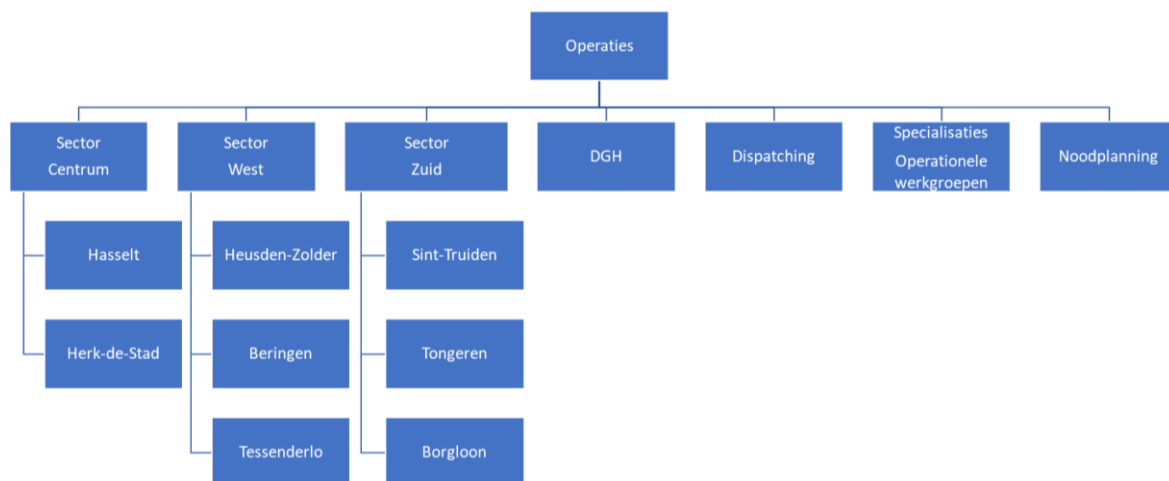 Operaties
Sector
Centrum
Sector
West
Sector
Zuid
DGH
Dispatching
Specialisaties
Operationele
werkgroepen
Noodplanning
Hasselt
Heusden-Zolder
Sint-Truiden
Herk-de-Stad
Beringen
Tongeren
Tessenderlo
Borgloon